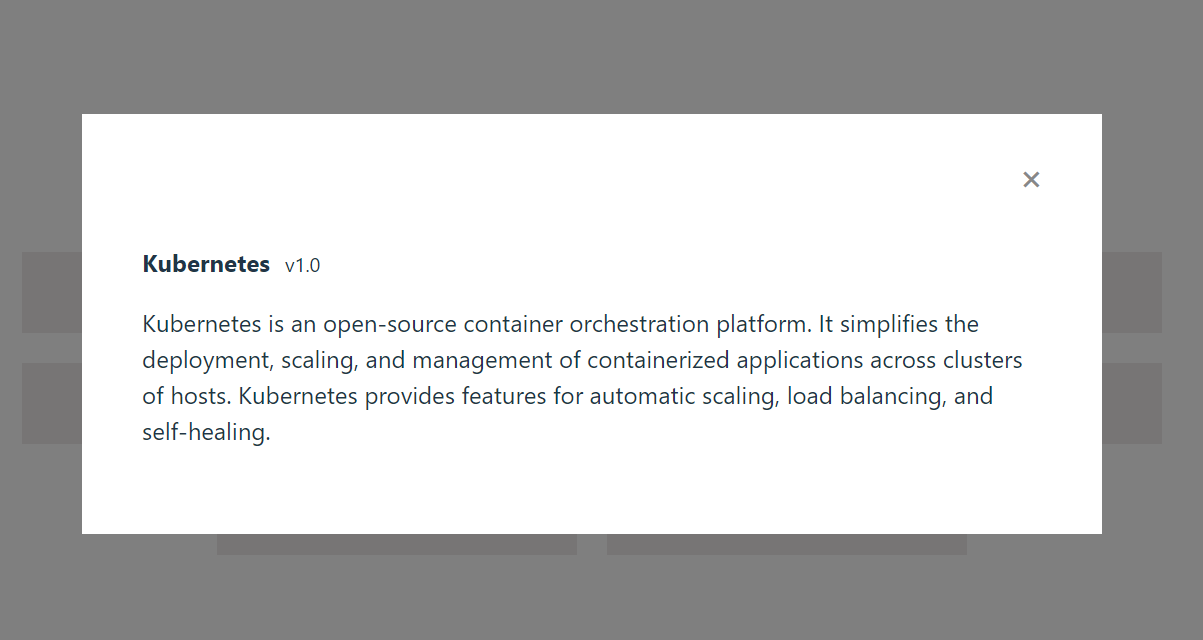 Kubernetes v1.0
Kubernetes is an open-source container orchestration platform. It simplifies the
deployment, scaling, and management of containerized applications across clusters
of hosts. Kubernetes provides features for automatic scaling, load balancing, and
self-healing.